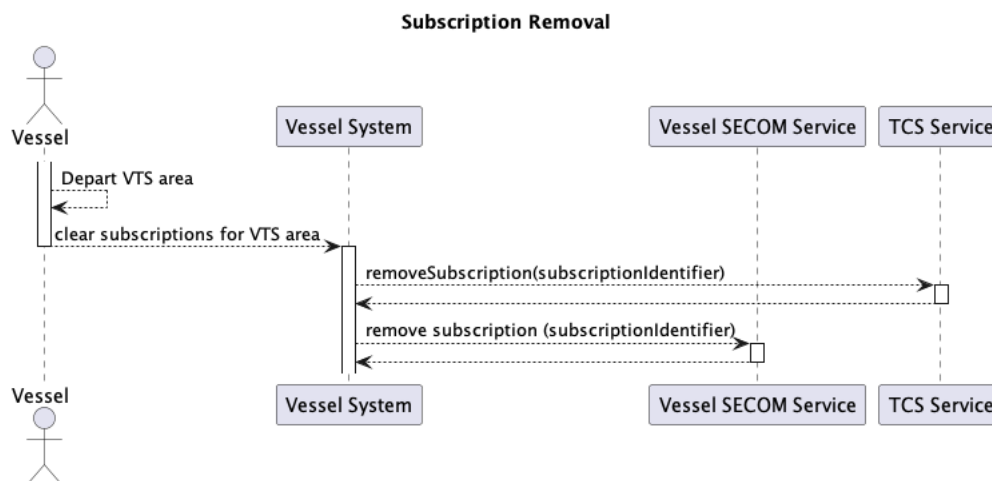 Subscription Removal
Vessel
Vessel System
Vessel SECOM Service
TCS Service
Depart VTS area
clear subscriptions for VTS area
removeSubscription(subscriptionIdentifier)
remove subscription (subscriptionIdentifier)
Vessel
Vessel System
Vessel SECOM Service
TCS Service